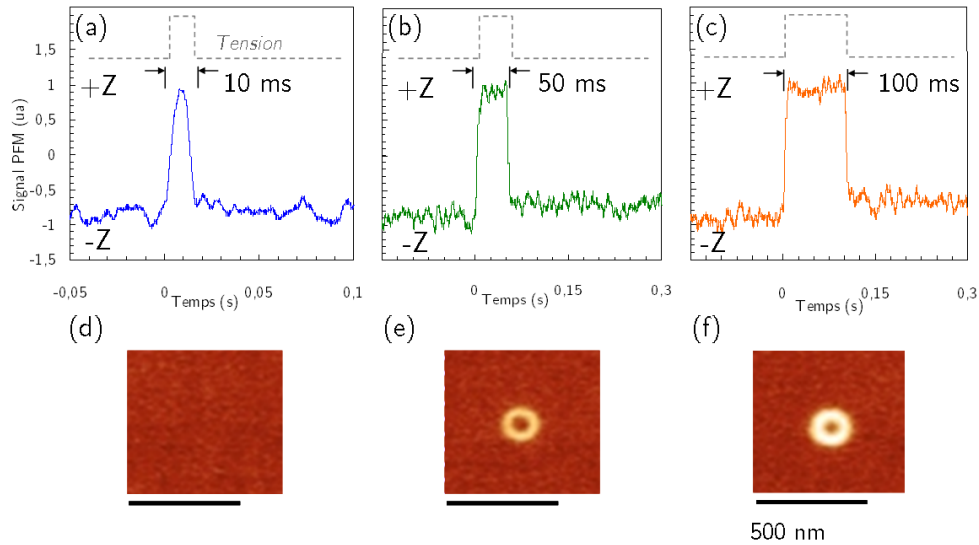 (a)
(b)
(c)
Tension
10 ms
50 ms
100 ms
+Z
+Z
+Z
-Z
-Z
-Z
Signal PFM (ua)
1,5
1
0,5
0
-0,5
-1
-1,5
-0,05 0 0,05 0,1
0 0,15 0,3
0 0,15 0,3
Temps (s)
Temps (s)
Temps (s)
(d)
(e)
(f)
500 nm